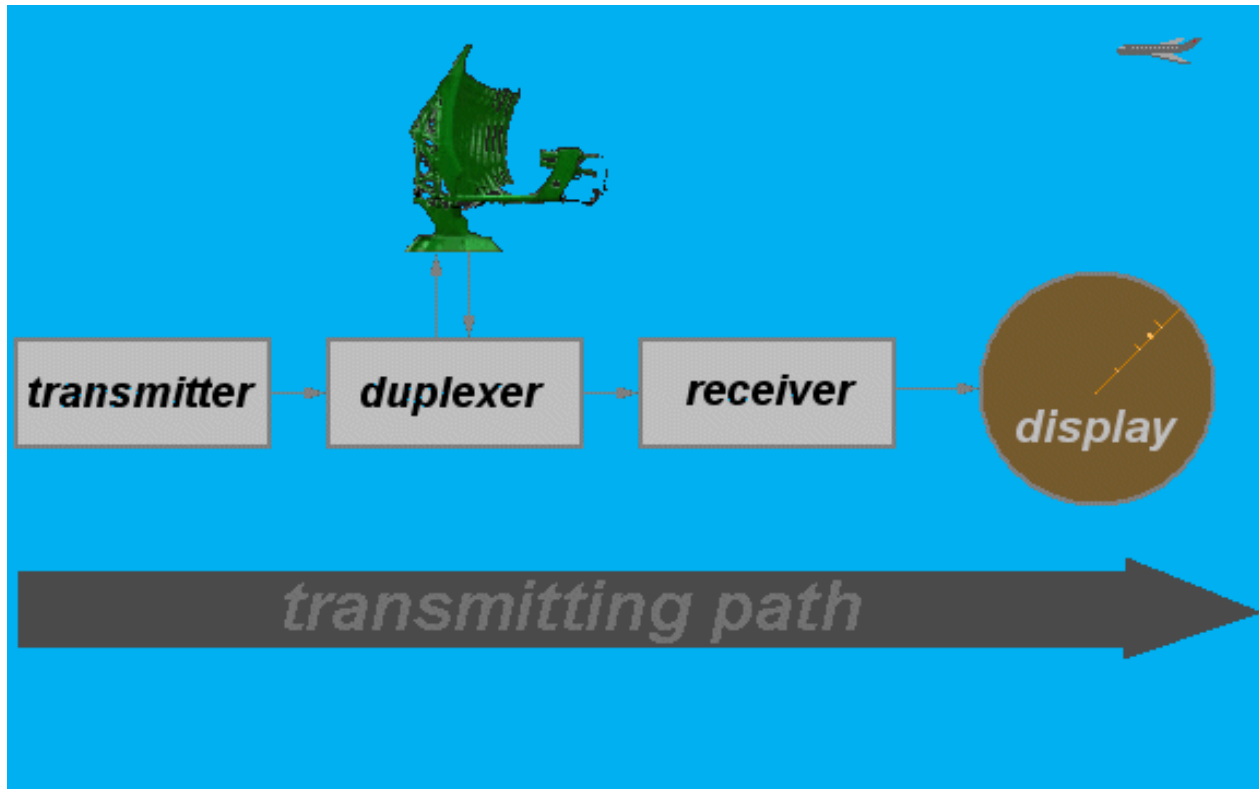 transmitter
duplexer
receiver
display
transmitting path